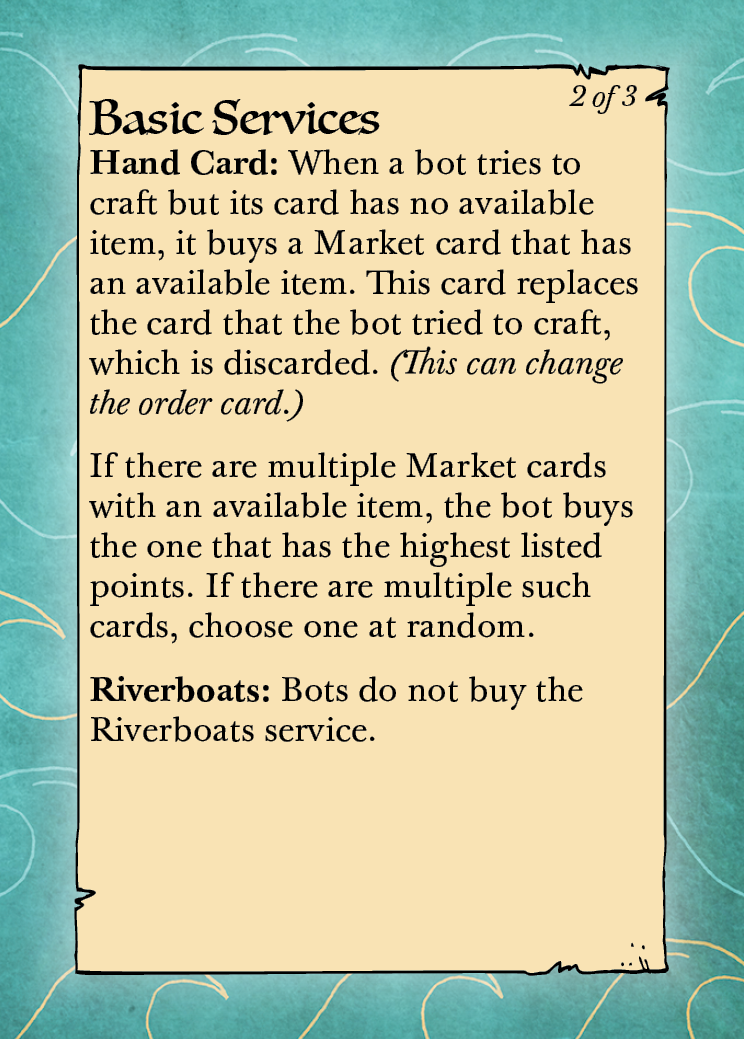 2 of 3
Basic Services
Hand Card: When a bot tries to
craft but its card has no available
item, it buys a Market card that has
an available item. This card replaces
the card that the bot tried to craft,
which is discarded. (This can change
the order card.)
If there are multiple Market cards
with an available item, the bot buys
the one that has the highest listed
points. If there are multiple such
cards, choose one at random.
Riverboats: Bots do not buy the
Riverboats service.